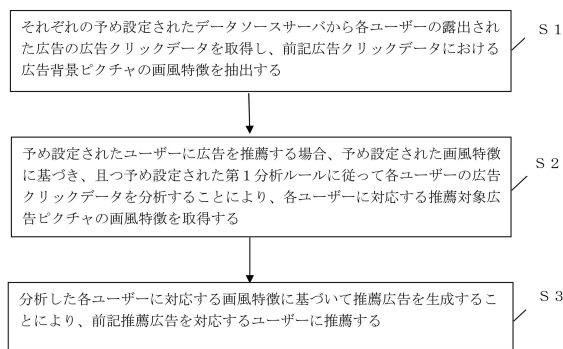 それぞれの予め設定されたデータソースサーバから各ユーザーの露出され
た広告の広告クリックデータを取得し、前記広告クリックデータにおける
広告背景ピクチャの画風特徴を抽出する
S1
予め設定されたユーザーに広告を推薦する場合、予め設定された画風特徴
に基づき、且つ予め設定された第1分析ルールに従って各ユーザーの広告
クリックデータを分析することにより、各ユーザーに対応する推薦対象広
告ピクチャの画風特徴を取得する
S2
分析した各ユーザーに対応する画風特徴に基づいて推薦広告を生成するこ
とにより、前記推薦広告を対応するユーザーに推薦する
S3